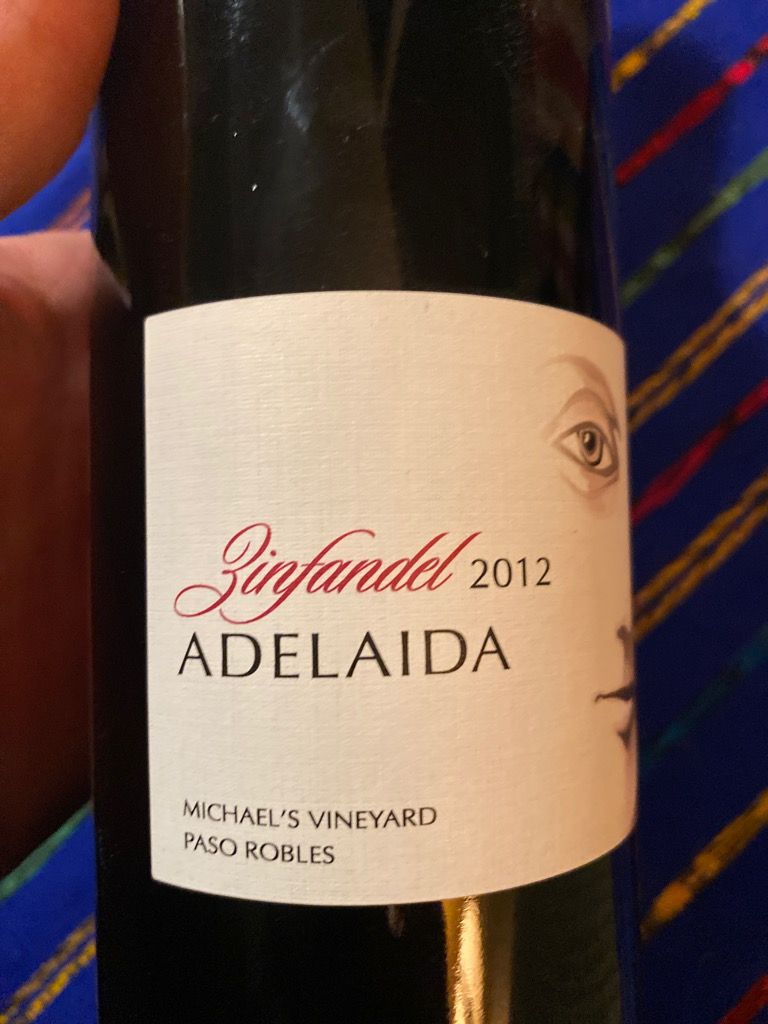 Zinfandel 2012
ADELAIDA
MICHAEL'S VINEYARD
PASO ROBLES